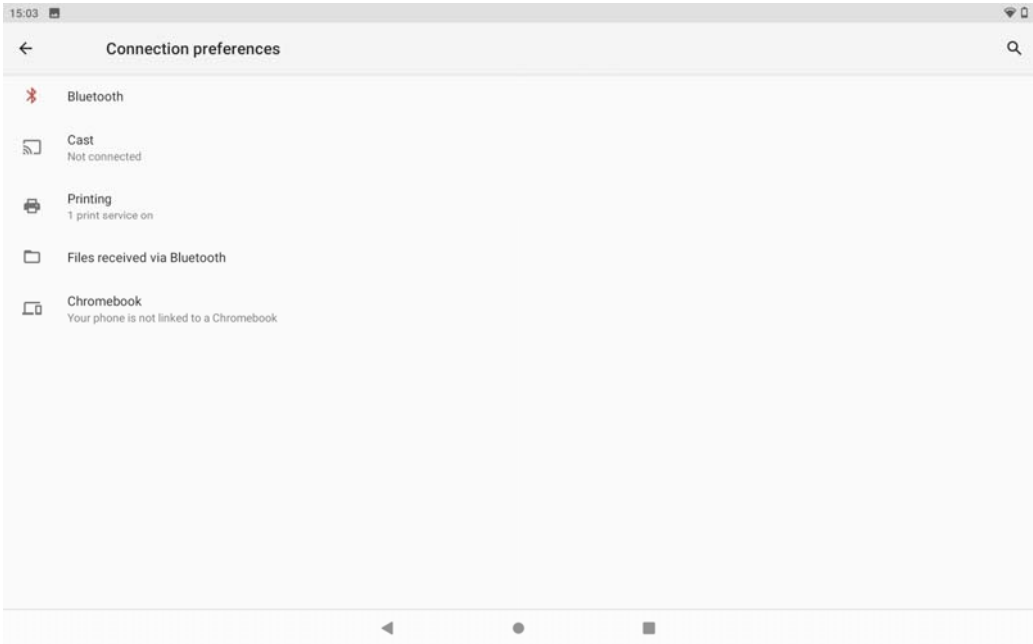 15:03
Connection preferences
Bluetooth
Cast
Not connected
Printing
1 print service on
Files received via Bluetooth
Chromebook
Your phone is not linked to a Chromebook